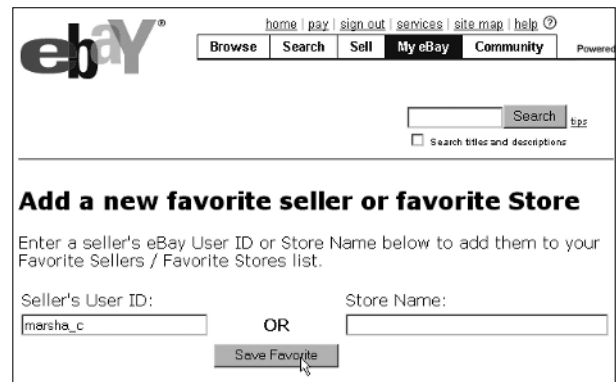 home | pay | sign out | services | site map | help ?
ebY®
Browse Search Sell My eBay Community Powered
Search tips
Search titles and descriptions
Add a new favorite seller or favorite Store
Enter a seller's eBay User ID or Store Name below to add them to your
Favorite Sellers / Favorite Stores list.
Seller's User ID: Store Name:
marsha_c OR
Save Favorite